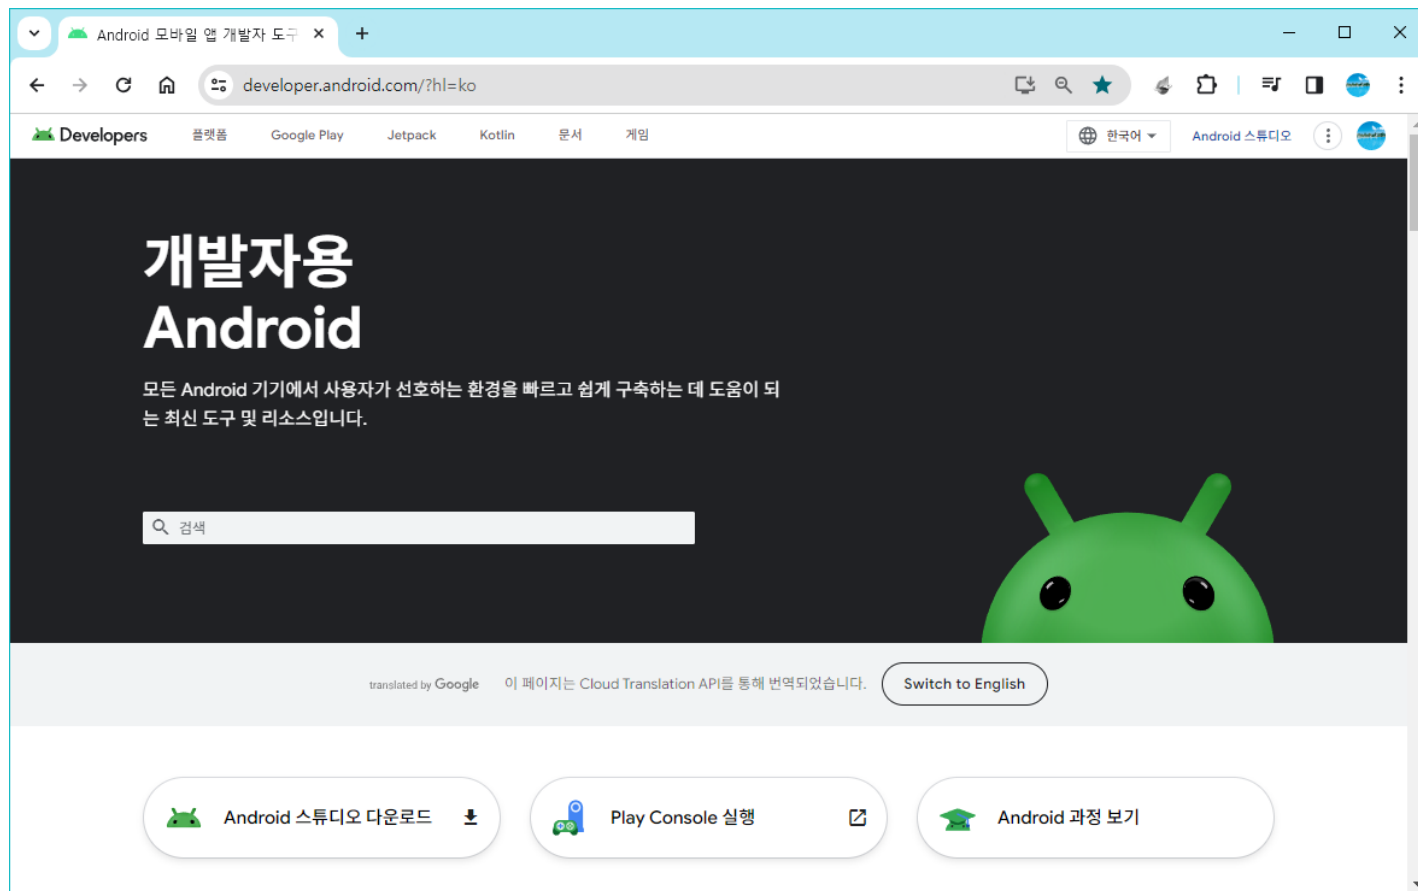 Android 모바일 앱 개발자 도구
developer.android.com/?hl=ko
Developers 플랫폼 Google Play Jetpack Kotlin 문서 게임 한국어 Android 스튜디오
개발자용
Android
모든 Android 기기에서 사용자가 선호하는 환경을 빠르고 쉽게 구축하는 데 도움이 되
는 최신 도구 및 리소스입니다.
검색
translated by Google 이 페이지는 Cloud Translation API를 통해 번역되었습니다. Switch to English
Android 스튜디오 다운로드 Play Console 실행 Android 과정 보기